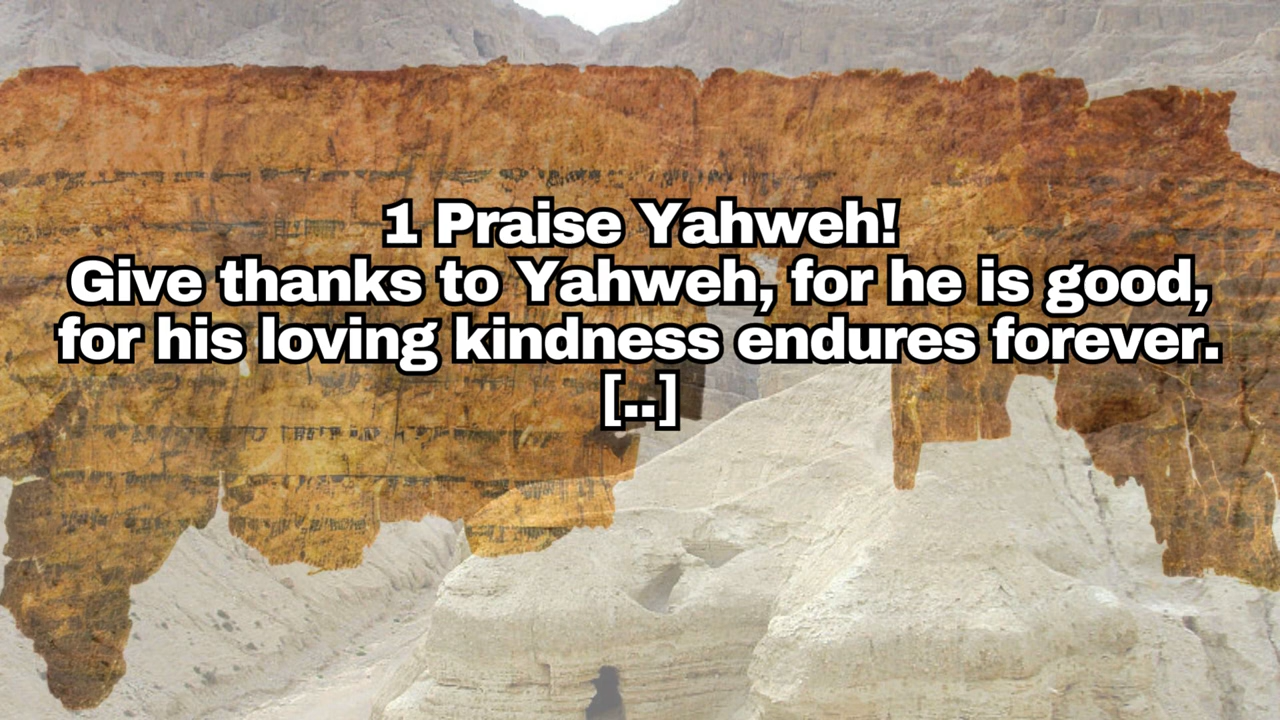 1 Praise Yahweh!
Give thanks to Yahweh, for he is good,
for his loving kindness endures forever.
[..]